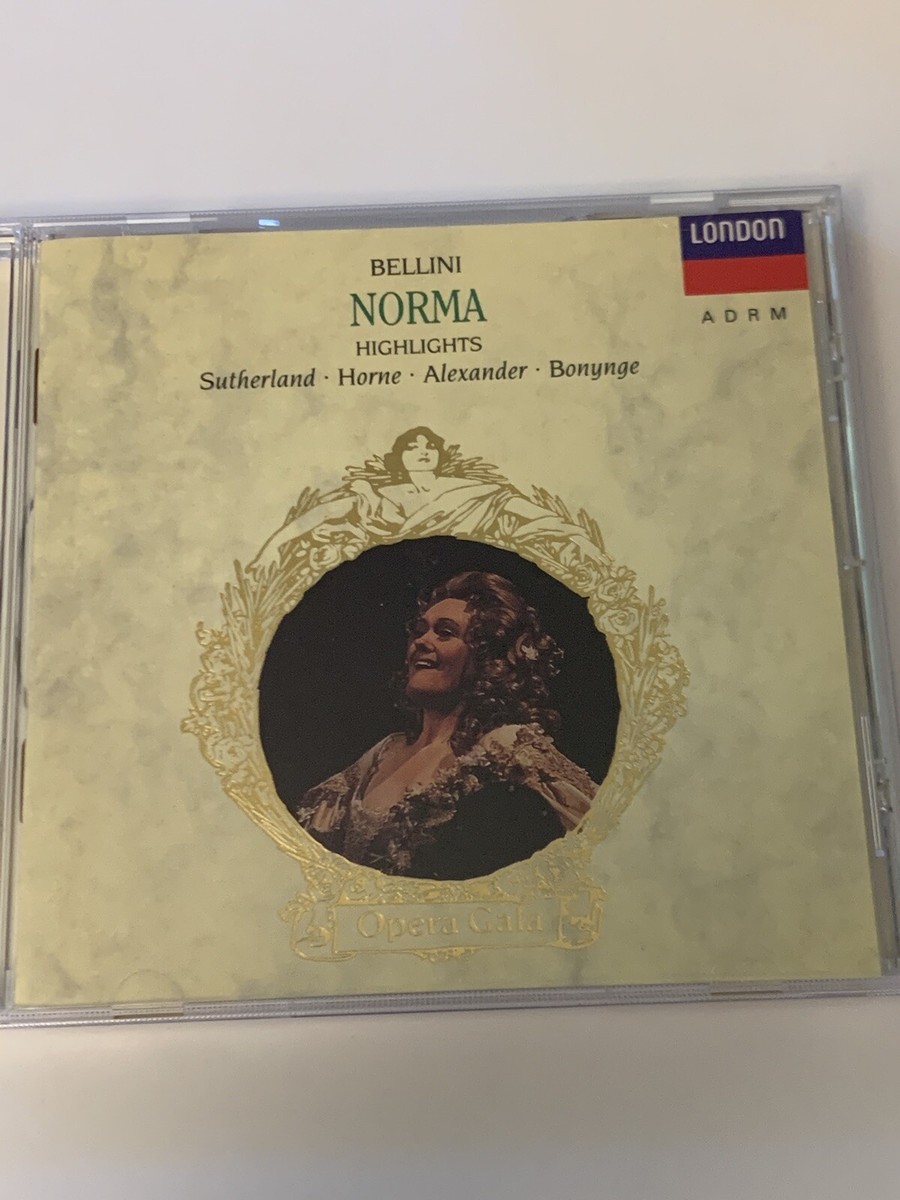 BELLINI
NORMA
HIGHLIGHTS
Sutherland · Horne · Alexander · Bonynge
LONDON
ADRM
Opera Gala